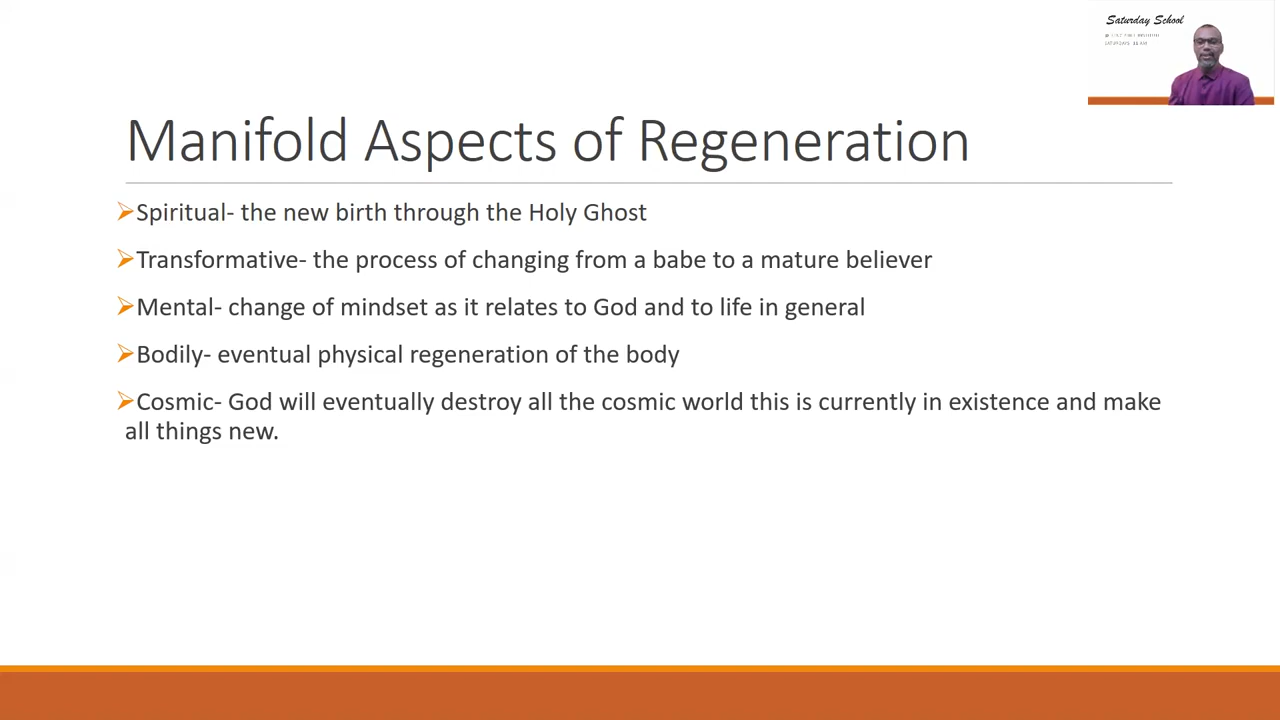 Saturday School
SATURDAYS 11 AM
Manifold Aspects of Regeneration
Spiritual- the new birth through the Holy Ghost
Transformative- the process of changing from a babe to a mature believer
Mental- change of mindset as it relates to God and to life in general
Bodily- eventual physical regeneration of the body
Cosmic- God will eventually destroy all the cosmic world this is currently in existence and make
all things new.